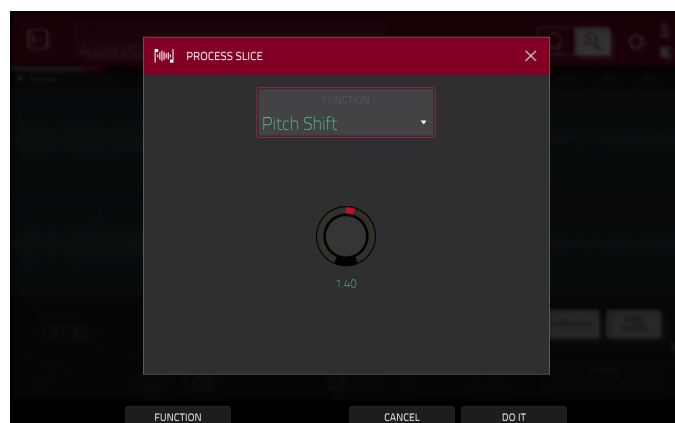 PROCESS SLICE
FUNCTION
Pitch Shift
1.40
FUNCTION
CANCEL
DO IT